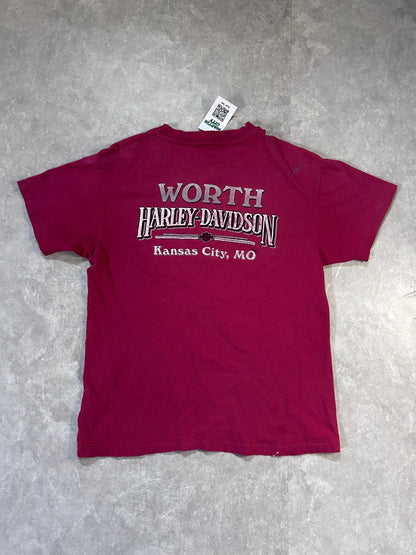 WORTH
HARLEY-DAVIDSON
Kansas City, MO